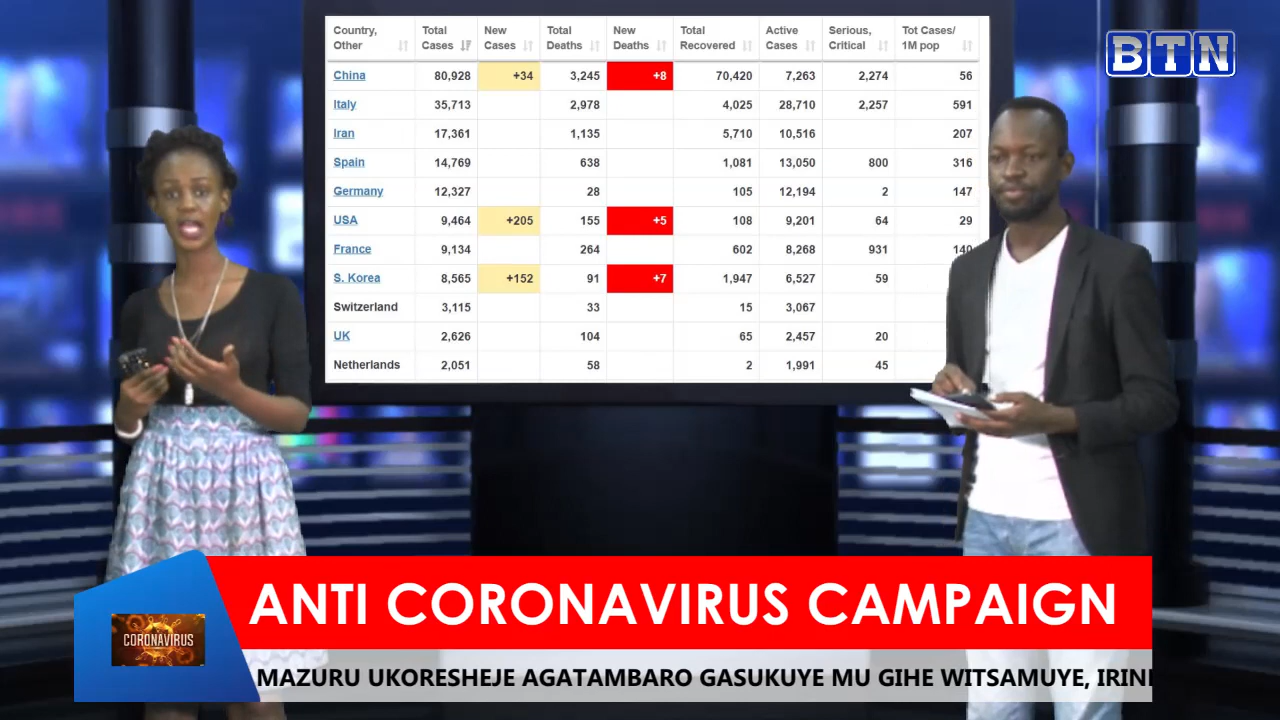 Country, Other Total Cases New Cases Total Deaths New Deaths Total Recovered Active Cases Serious, Critical Tot Cases/ 1M pop
China 80,928 +34 3,245 +8 70,420 7,263 2,274 56
Italy 35,713 2,978 4,025 28,710 2,257 591
Iran 17,361 1,135 5,710 10,516 207
Spain 14,769 638 1,081 13,050 800 316
Germany 12,327 28 105 12,194 2 147
USA 9,464 +205 155 +5 108 9,201 64 29
France 9,134 264 602 8,268 931 140
S. Korea 8,565 +152 91 +7 1,947 6,527 59
Switzerland 3,115 33 15 3,067
UK 2,626 104 65 2,457 20
Netherlands 2,051 58 2 1,991 45
BTN
CORONAVIRUS
ANTI CORONAVIRUS CAMPAIGN
MAZURU UKORESHEJE AGATAMBARO GASUKUYE MU GIHE WITSAMUYE,